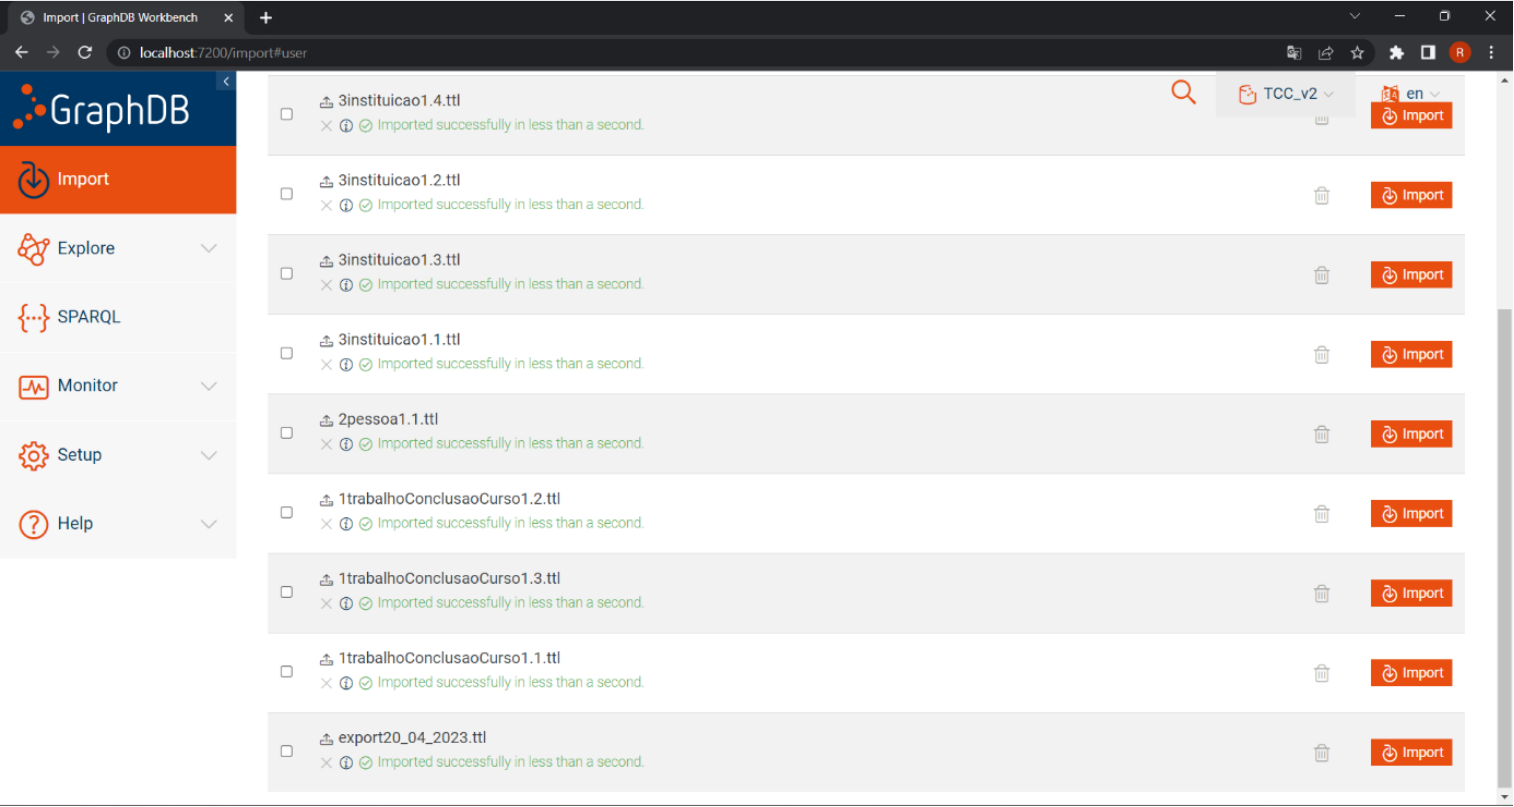 Import | GraphDB Workbench
localhost:7200/import#user
R
GraphDB
Import
Explore
SPARQL
Monitor
Setup
Help
TCC_v2
en
3instituicao1.4.ttl
Imported successfully in less than a second.
Import
3instituicao1.2.ttl
Imported successfully in less than a second.
Import
3instituicao1.3.ttl
Imported successfully in less than a second.
Import
3instituicao1.1.ttl
Imported successfully in less than a second.
Import
2pessoa1.1.ttl
Imported successfully in less than a second.
Import
1trabalhoConclusaoCurso1.2.ttl
Imported successfully in less than a second.
Import
1trabalhoConclusaoCurso1.3.ttl
Imported successfully in less than a second.
Import
1trabalhoConclusaoCurso1.1.ttl
Imported successfully in less than a second.
Import
export20_04_2023.ttl
Imported successfully in less than a second.
Import